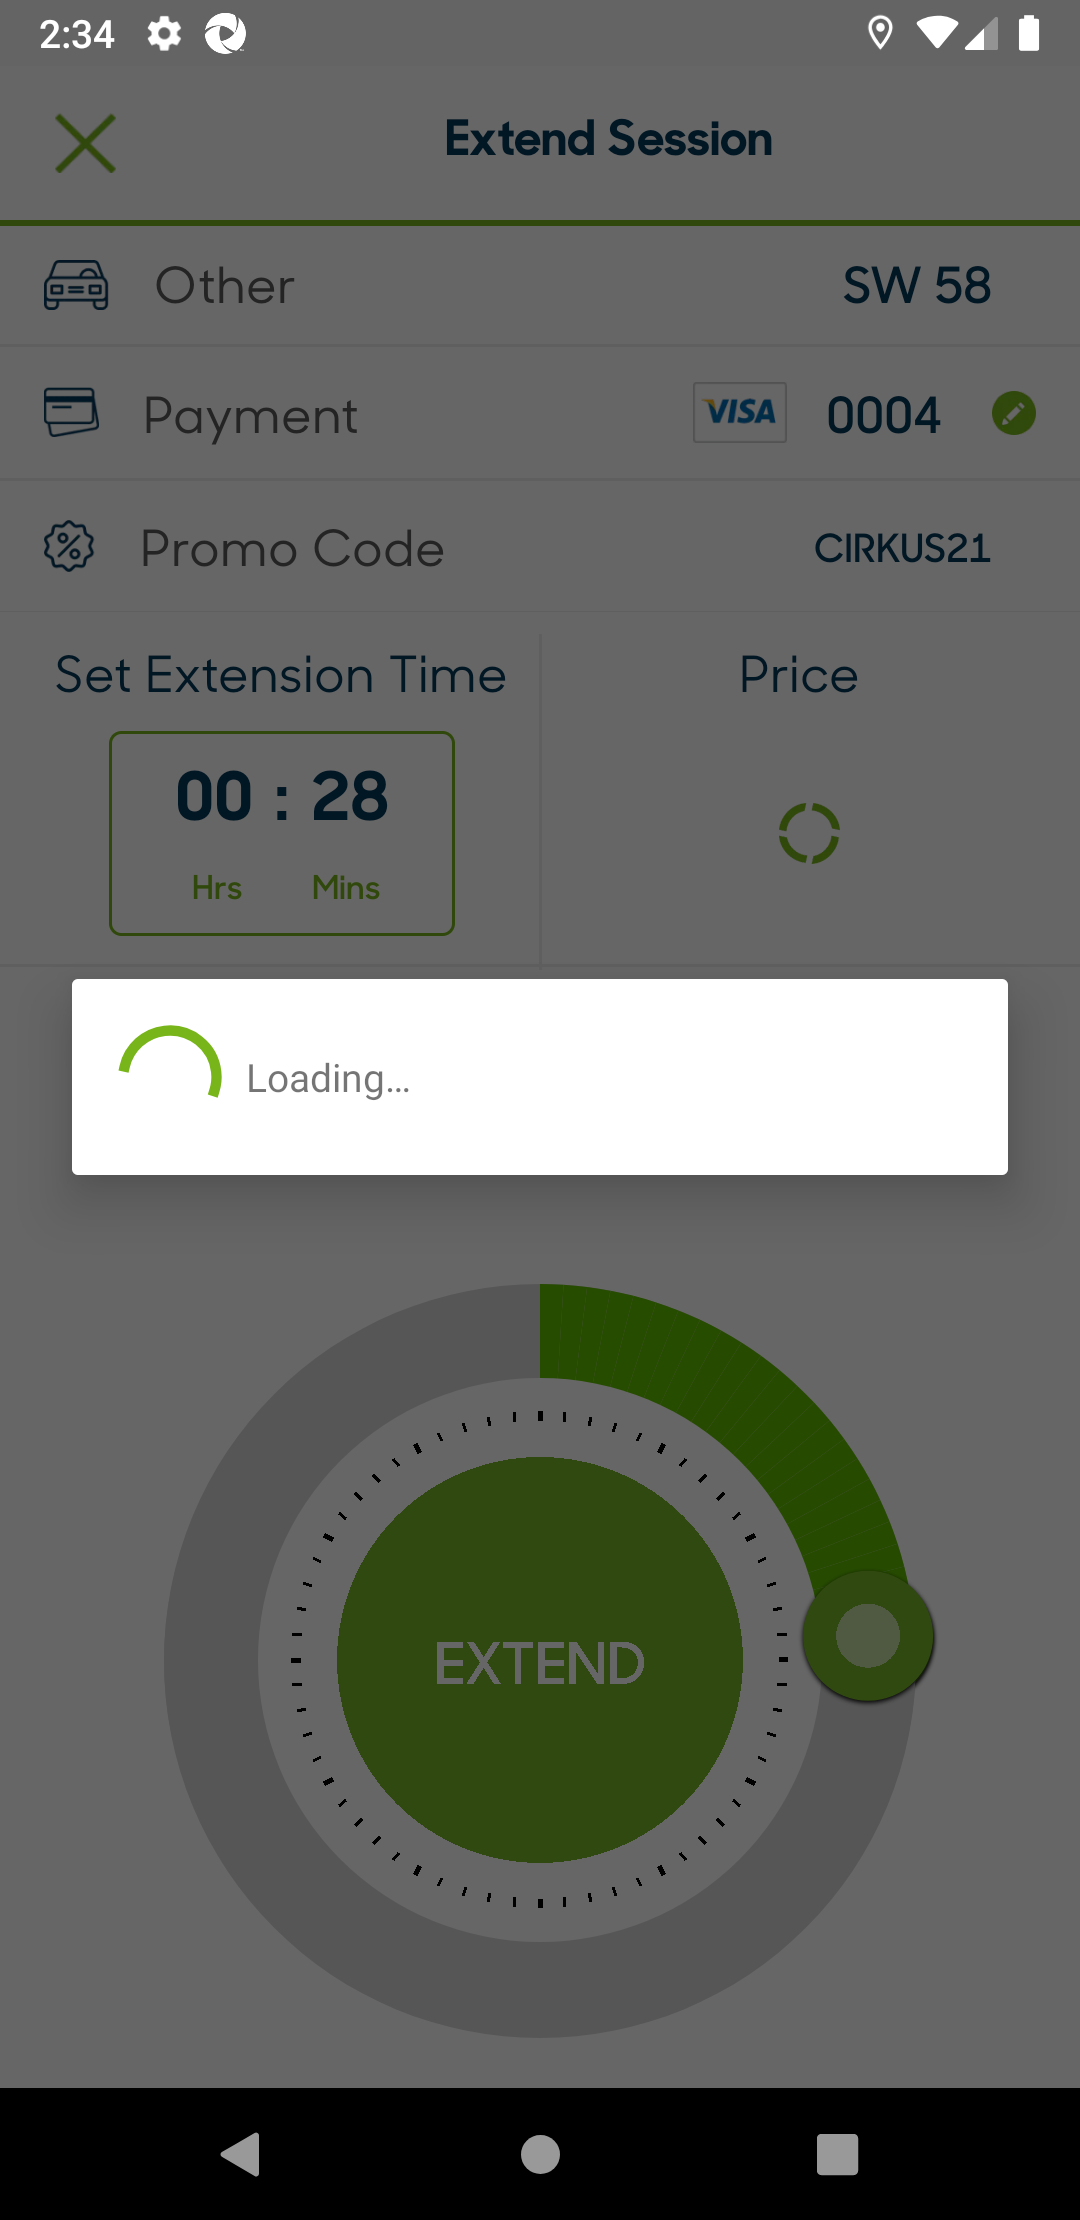 2:34
Extend Session
Other SW 58
Payment VISA 0004
Promo Code CIRKUS21
Set Extension Time Price
00 : 28
Hrs Mins
Loading...
EXTEND